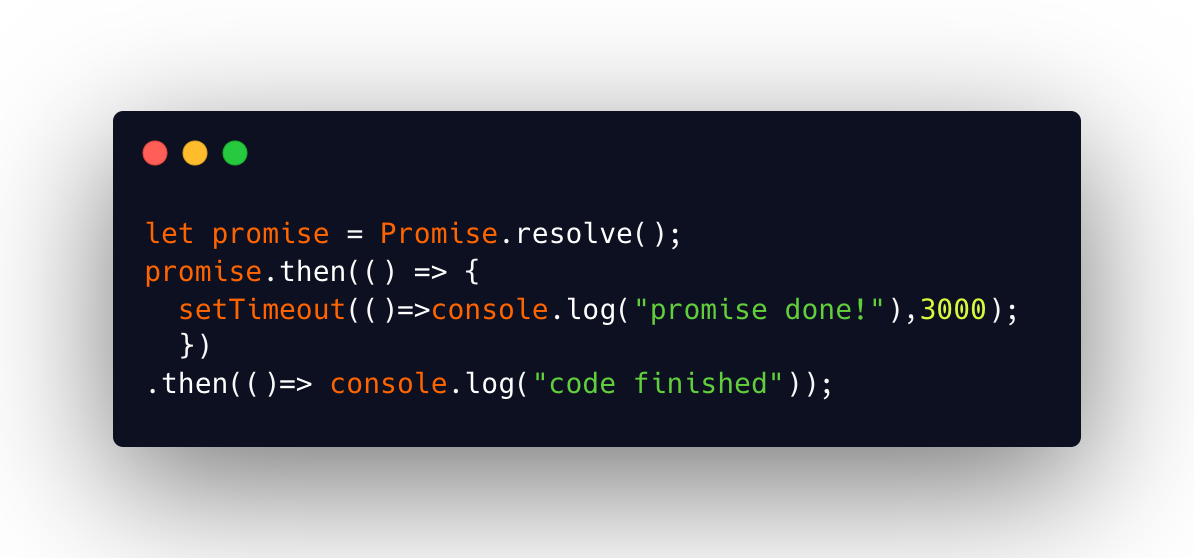 let promise = Promise.resolve();
promise.then(() => {
  setTimeout(()=>console.log("promise done!"),3000);
  })
.then(()=> console.log("code finished"));